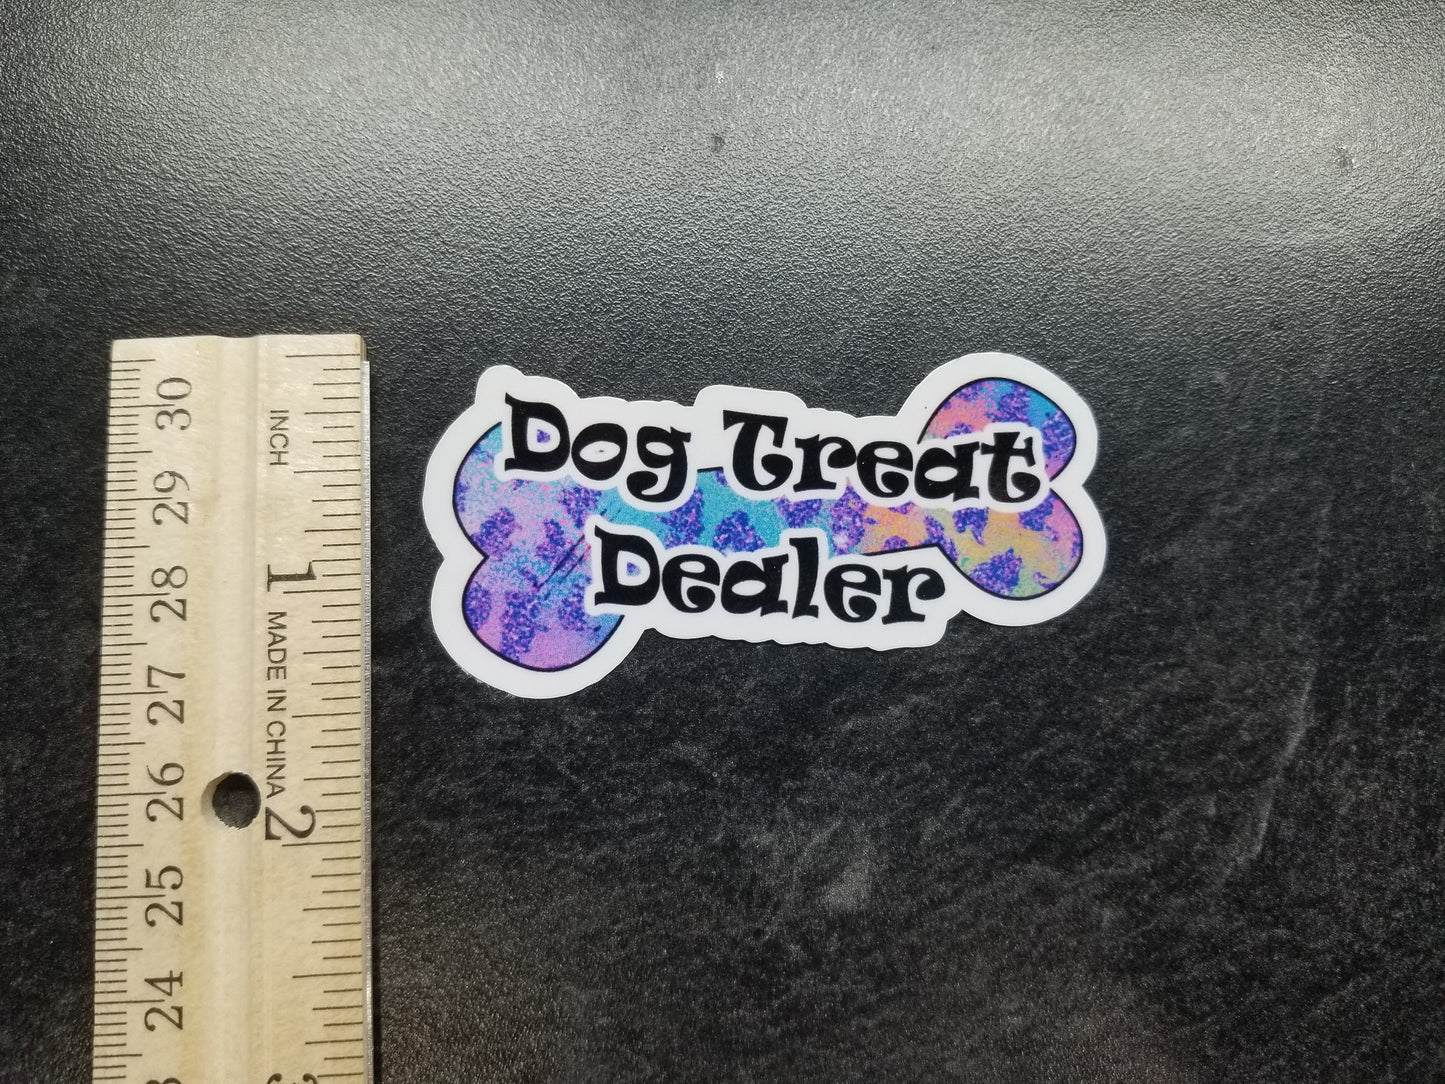 Dog Treat
Dealer
INCH
1
MADE IN CHINA
2
30
29
28
27
26
25
24